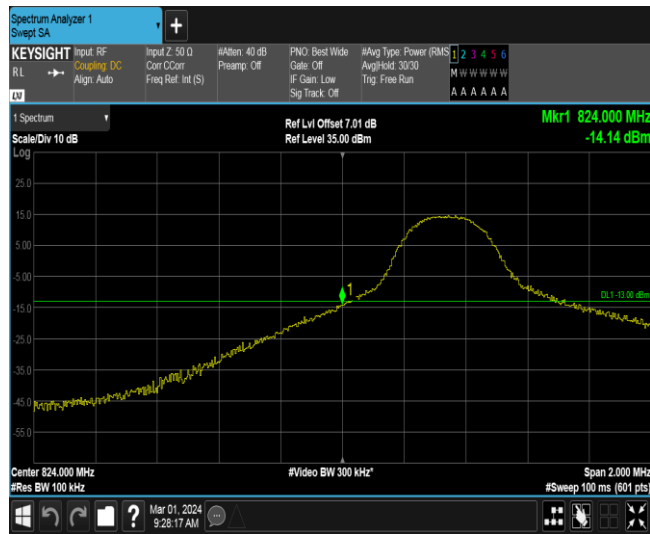 Spectrum Analyzer 1
Swept SA
+
KEYSIGHT
RL
LXI
Input: RF
Coupling: DC
Align: Auto
Input Z: 50 Ω
Corr CCorr
Freq Ref: Int (S)
#Atten: 40 dB
Preamp: Off
PNO: Best Wide
Gate: Off
IF Gain: Low
Sig Track: Off
#Avg Type: Power (RMS
Avg|Hold: 30/30
Trig: Free Run
1 2 3 4 5 6
M W W W W W
A A A A A A
1 Spectrum
Scale/Div 10 dB
Log
Ref Lvl Offset 7.01 dB
Ref Level 35.00 dBm
Mkr1 824.000 MHz
-14.14 dBm
25.0
15.0
5.00
-5.00
-15.0
-25.0
-35.0
-45.0
-55.0
1
DL1 -13.00 dBm
Center 824.000 MHz
#Res BW 100 kHz
#Video BW 300 kHz*
Span 2.000 MHz
#Sweep 100 ms (601 pts)
?
Mar 01, 2024
9:28:17 AM